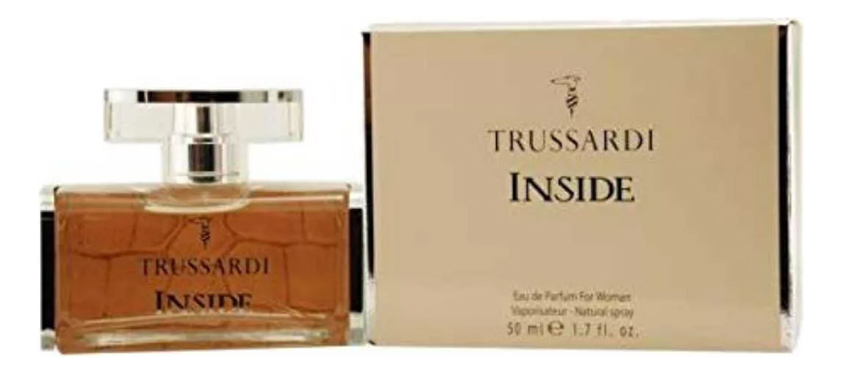 TRUSSARDI
INSIDE
TRUSSARDI
INSIDE
Eau de Parfum For Women
Vaporisateur - Natural spray
50 ml ℮ 1.7 fl. oz.